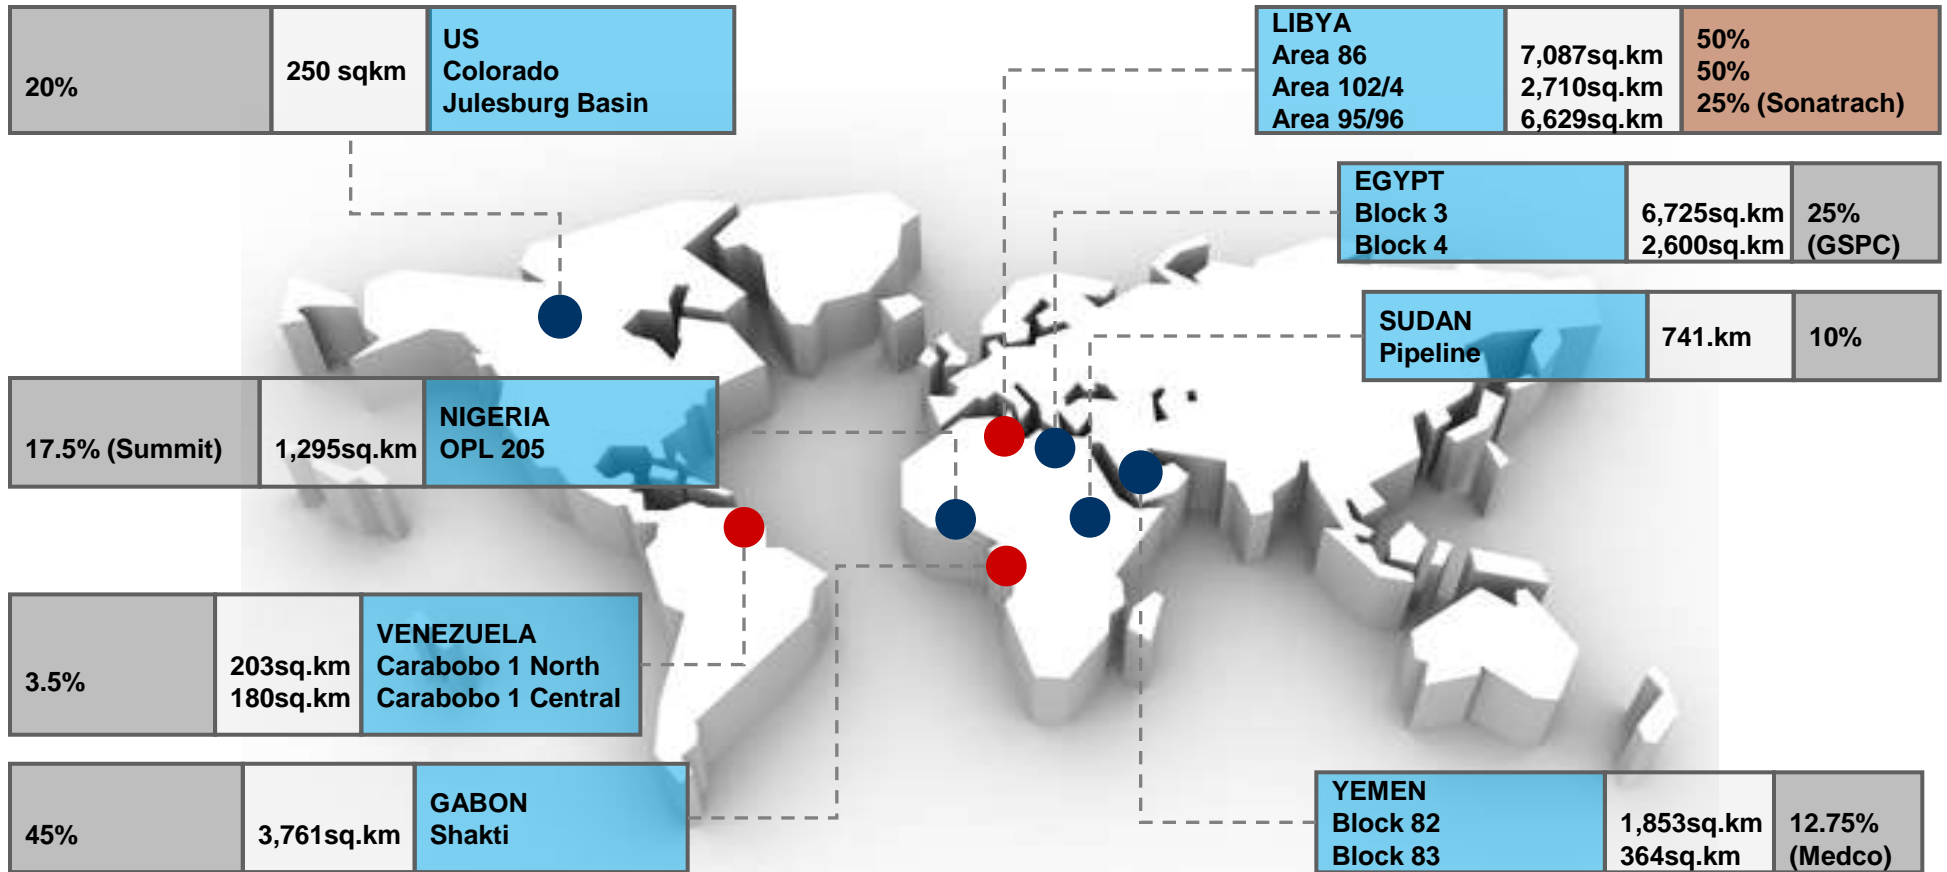 20%
250 sqkm
US
Colorado
Julesburg Basin
LIBYA
Area 86
Area 102/4
Area 95/96
7,087sq.km
2,710sq.km
6,629sq.km
50%
50%
25% (Sonatrach)
EGYPT
Block 3
Block 4
6,725sq.km
2,600sq.km
25%
(GSPC)
SUDAN
Pipeline
741.km
10%
17.5% (Summit)
1,295sq.km
NIGERIA
OPL 205
3.5%
203sq.km
180sq.km
VENEZUELA
Carabobo 1 North
Carabobo 1 Central
45%
3,761sq.km
GABON
Shakti
YEMEN
Block 82
Block 83
1,853sq.km
364sq.km
12.75%
(Medco)